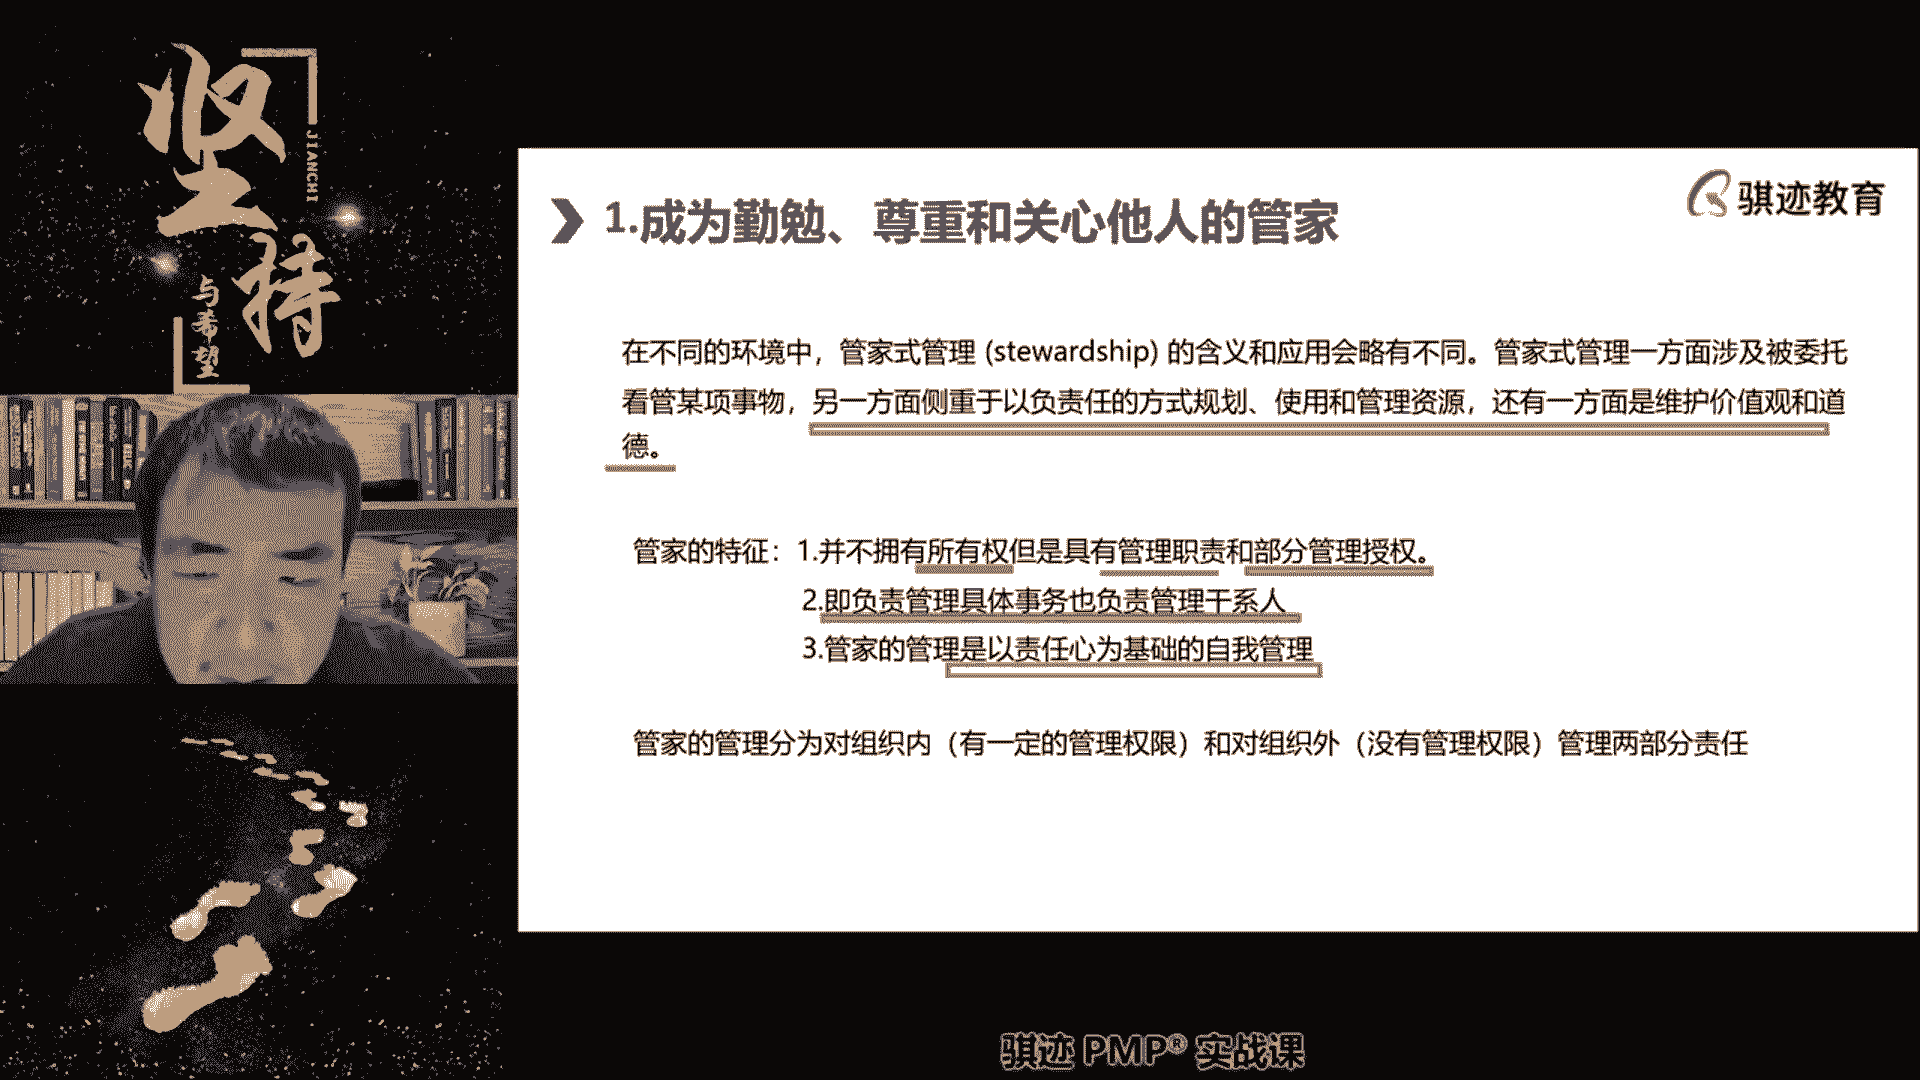 坚持
JIANCHI
与希望
骐迹教育
1.成为勤勉、尊重和关心他人的管家
在不同的环境中，管家式管理 (stewardship) 的含义和应用会略有不同。管家式管理一方面涉及被委托
看管某项事物，另一方面侧重于以负责任的方式规划、使用和管理资源，还有一方面是维护价值观和道
德。
管家的特征：1.并不拥有所有权但是具有管理职责和部分管理授权。
2.即负责管理具体事务也负责管理干系人
3.管家的管理是以责任心为基础的自我管理
管家的管理分为对组织内（有一定的管理权限）和对组织外（没有管理权限）管理两部分责任
骐迹 PMP® 实战课